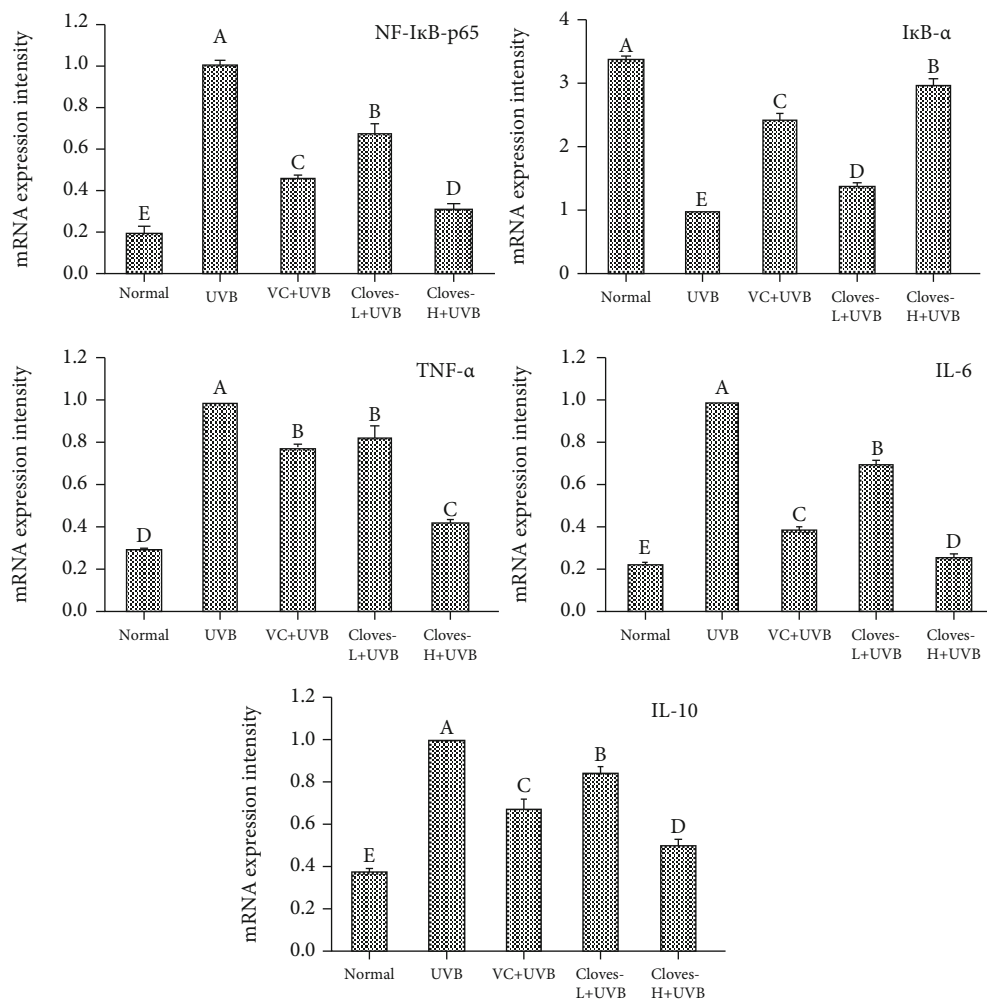 NF-IκB-p65
mRNA expression intensity
1.2
1.0
0.8
0.6
0.4
0.2
0.0
A
B
C
D
E
Normal
UVB
VC+UVB
Cloves-
L+UVB
Cloves-
H+UVB
IκB-α
mRNA expression intensity
4
3
2
1
0
A
B
C
D
E
Normal
UVB
VC+UVB
Cloves-
L+UVB
Cloves-
H+UVB
TNF-α
mRNA expression intensity
1.2
1.0
0.8
0.6
0.4
0.2
0.0
A
B
B
C
D
Normal
UVB
VC+UVB
Cloves-
L+UVB
Cloves-
H+UVB
IL-6
mRNA expression intensity
1.2
1.0
0.8
0.6
0.4
0.2
0.0
A
B
C
D
E
Normal
UVB
VC+UVB
Cloves-
L+UVB
Cloves-
H+UVB
IL-10
mRNA expression intensity
1.2
1.0
0.8
0.6
0.4
0.2
0.0
A
B
C
D
E
Normal
UVB
VC+UVB
Cloves-
L+UVB
Cloves-
H+UVB